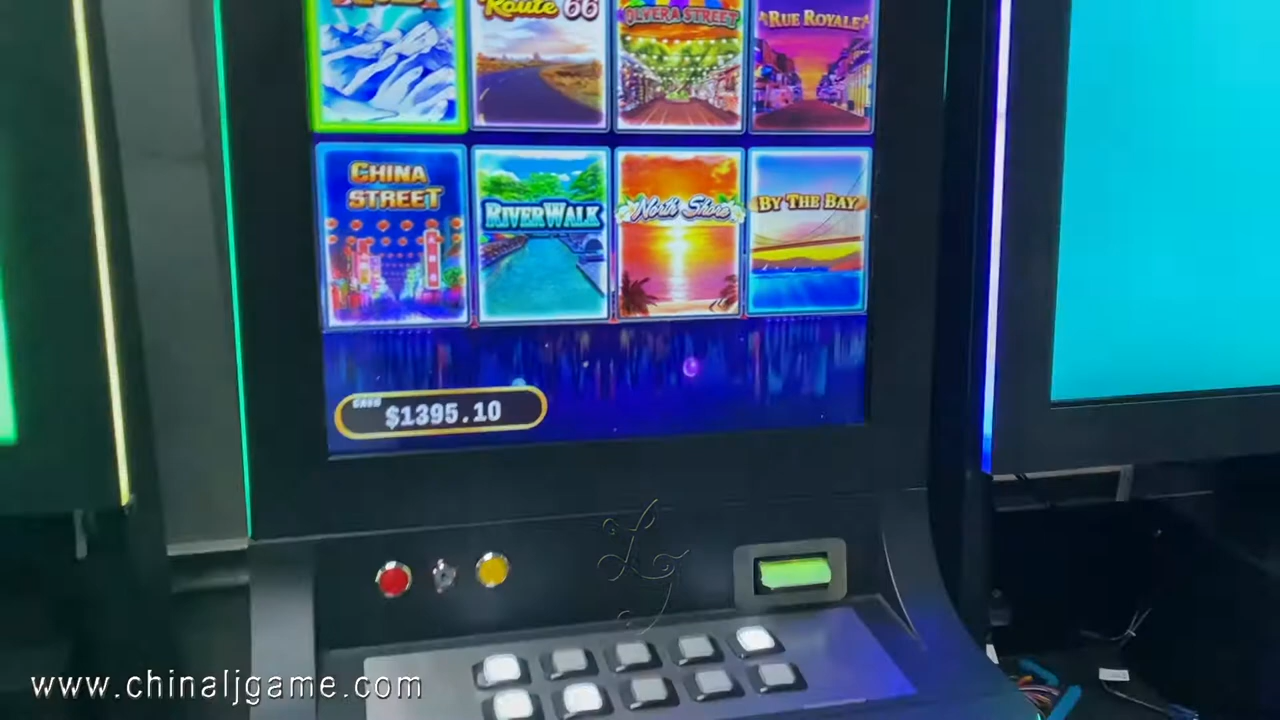 Route 66
OLVERA STREET
RUE ROYALE
CHINA
STREET
RIVERWALK
North Shore
BY THE BAY
CASH
$1395.10
www.chinaljgame.com